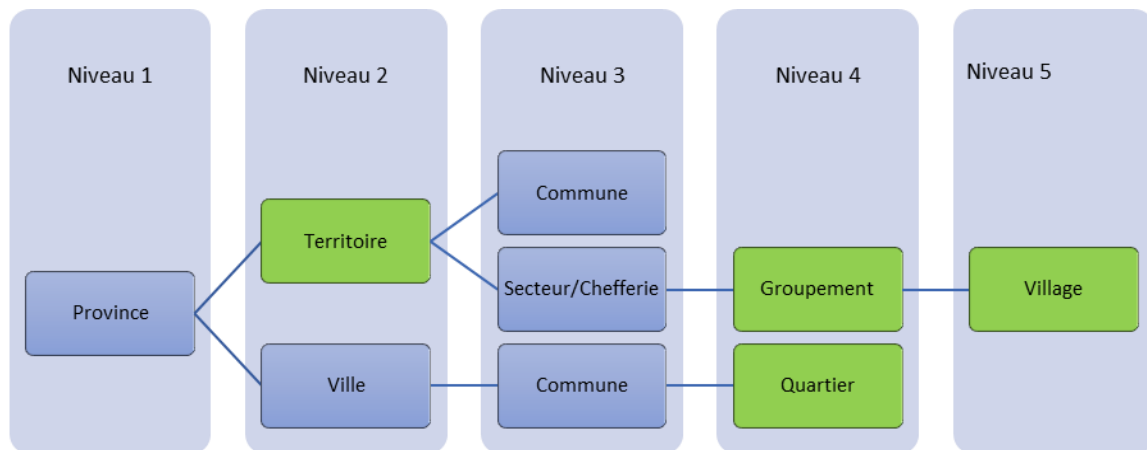 Niveau 1
Niveau 2
Niveau 3
Niveau 4
Niveau 5
Commune
Territoire
Secteur/Chefferie
Groupement
Village
Province
Ville
Commune
Quartier